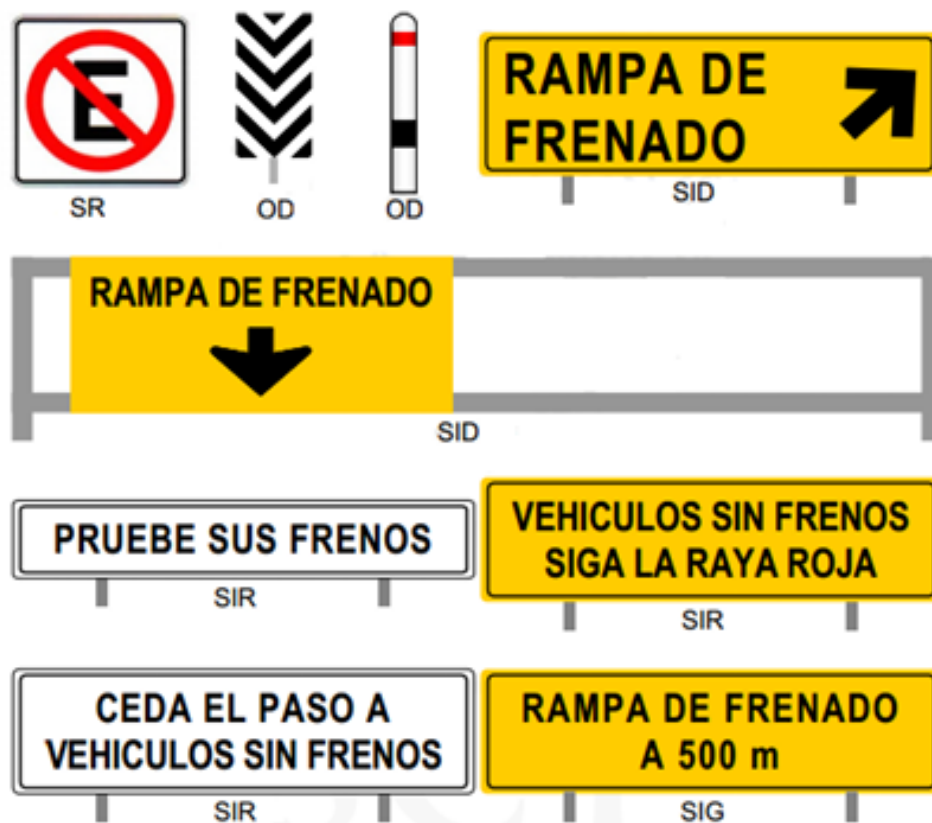 E
SR
OD
OD
RAMPA DE
FRENADO
SID
RAMPA DE FRENADO
SID
PRUEBE SUS FRENOS
SIR
VEHICULOS SIN FRENOS
SIGA LA RAYA ROJA
SIR
CEDA EL PASO A
VEHICULOS SIN FRENOS
SIR
RAMPA DE FRENADO
A 500 m
SIG